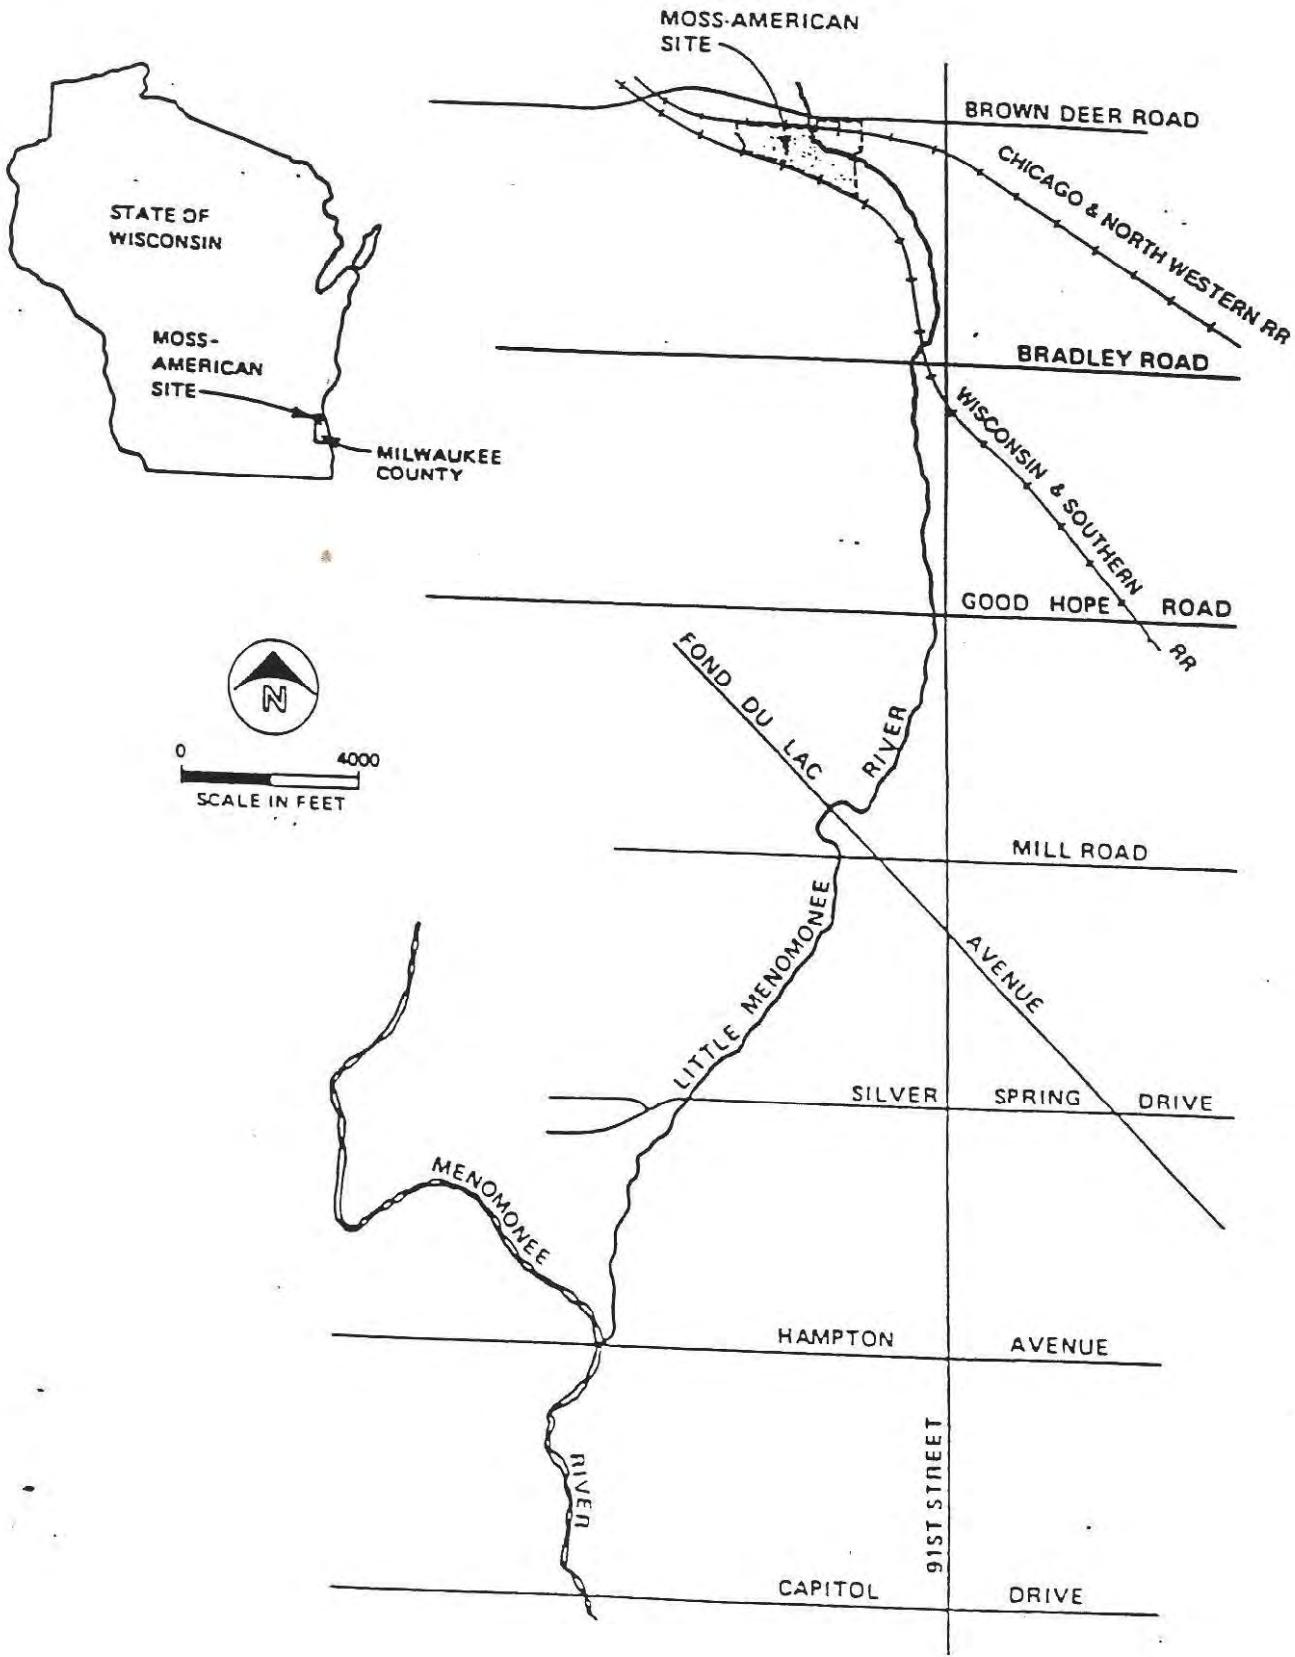 MOSS-AMERICAN
SITE
BROWN DEER ROAD
CHICAGO & NORTH WESTERN RR
STATE OF
WISCONSIN
MOSS-
AMERICAN
SITE
BRADLEY ROAD
WISCONSIN & SOUTHERN RR
MILWAUKEE
COUNTY
GOOD HOPE ROAD
N
0 4000
SCALE IN FEET
FOND DU LAC AVENUE
LITTLE MENOMONEE RIVER
MILL ROAD
SILVER SPRING DRIVE
MENOMONEE RIVER
HAMPTON AVENUE
91ST STREET
CAPITOL DRIVE